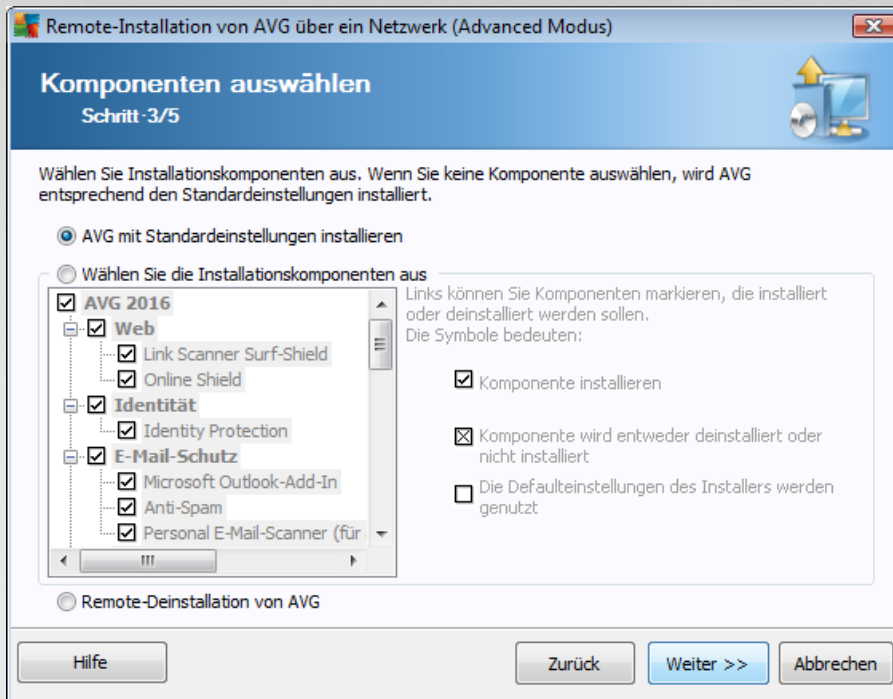 Remote-Installation von AVG über ein Netzwerk (Advanced Modus)
Komponenten auswählen
Schritt-3/5
Wählen Sie Installationskomponenten aus. Wenn Sie keine Komponente auswählen, wird AVG
entsprechend den Standardeinstellungen installiert.
AVG mit Standardeinstellungen installieren
Wählen Sie die Installationskomponenten aus
AVG 2016
Web
Link Scanner Surf-Shield
Online Shield
Identität
Identity Protection
E-Mail-Schutz
Microsoft Outlook-Add-In
Anti-Spam
Personal E-Mail-Scanner (für
Links können Sie Komponenten markieren, die installiert
oder deinstalliert werden sollen.
Die Symbole bedeuten:
Komponente installieren
Komponente wird entweder deinstalliert oder
nicht installiert
Die Defaulteinstellungen des Installers werden
genutzt
Remote-Deinstallation von AVG
Hilfe
Zurück
Weiter >>
Abbrechen